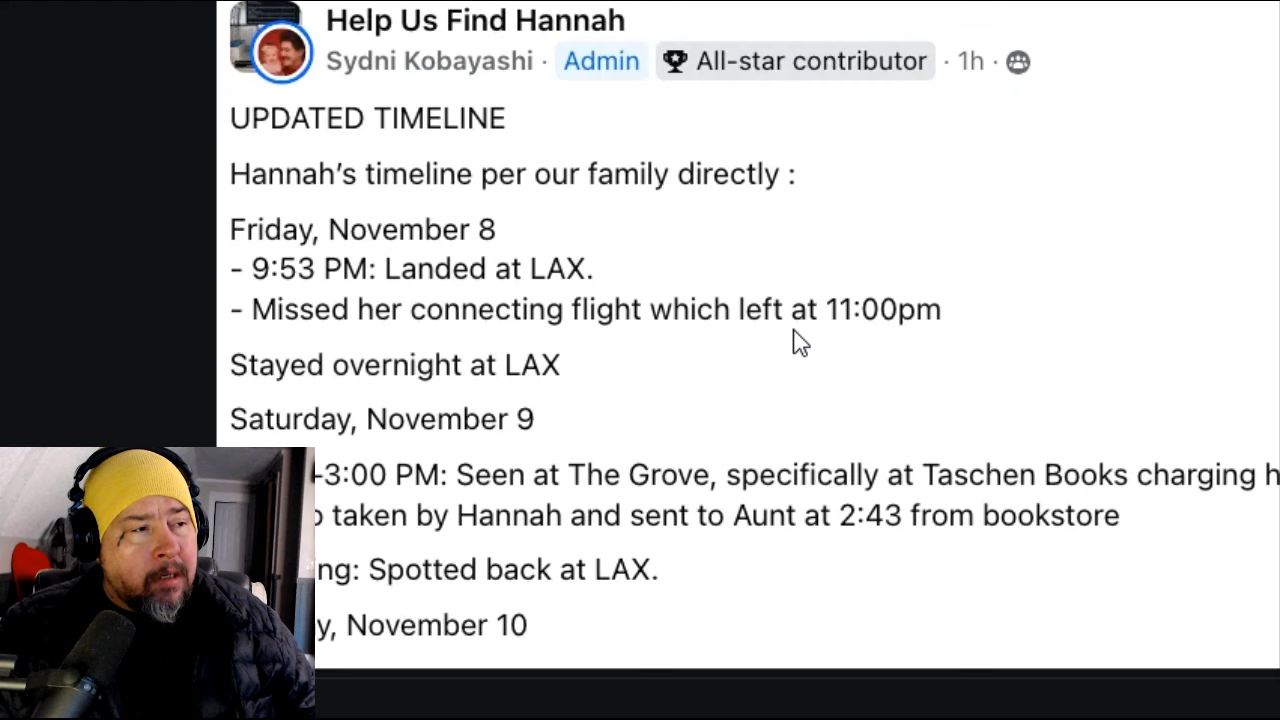 Help Us Find Hannah
Sydni Kobayashi · Admin All-star contributor · 1h ·
UPDATED TIMELINE
Hannah’s timeline per our family directly :
Friday, November 8
- 9:53 PM: Landed at LAX.
- Missed her connecting flight which left at 11:00pm
Stayed overnight at LAX
Saturday, November 9
-3:00 PM: Seen at The Grove, specifically at Taschen Books charging h
taken by Hannah and sent to Aunt at 2:43 from bookstore
ng: Spotted back at LAX.
y, November 10